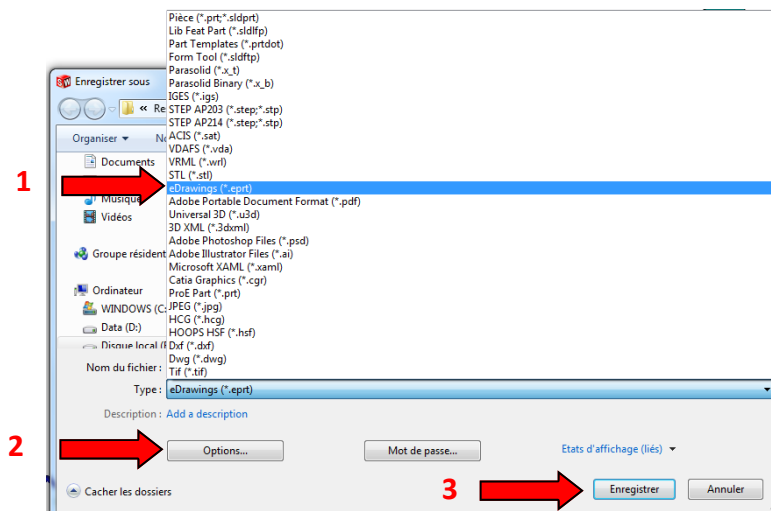 Pièce (*.prt;*.sldprt)
Lib Feat Part (*.sldlfp)
Part Templates (*.prtdot)
Form Tool (*.sldftp)
Parasolid (*.x_t)
Parasolid Binary (*.x_b)
IGES (*.igs)
STEP AP203 (*.step;*.stp)
STEP AP214 (*.step;*.stp)
ACIS (*.sat)
VDAFS (*.vda)
VRML (*.wrl)
STL (*.stl)
eDrawings (*.eprt)
Adobe Portable Document Format (*.pdf)
Universal 3D (*.u3d)
3D XML (*.3dxml)
Adobe Photoshop Files (*.psd)
Adobe Illustrator Files (*.ai)
Microsoft XAML (*.xaml)
Catia Graphics (*.cgr)
ProE Part (*.prt)
JPEG (*.jpg)
HCG (*.hcg)
HOOPS HSF (*.hsf)
Dxf (*.dxf)
Dwg (*.dwg)
Tif (*.tif)
Enregistrer sous
« Re
Organiser
Documents
1
Musique
Vidéos
Groupe résident
Ordinateur
WINDOWS (C:
Data (D:)
Disque local
Nom du fichier :
Type : eDrawings (*.eprt)
Description : Add a description
2
Options...
Mot de passe...
Etats d'affichage (liés)
Cacher les dossiers
3
Enregistrer
Annuler